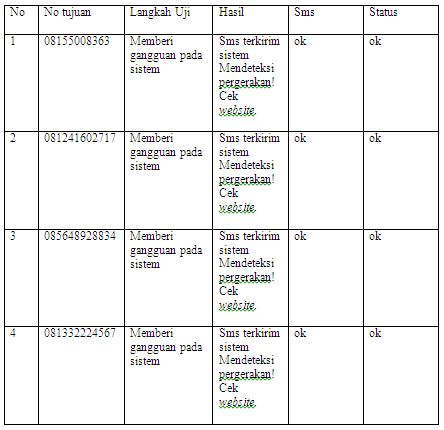 No No tujuan Langkah Uji Hasil Sms Status
1 08155008363 Memberi Sms terkirim ok ok
gangguan pada sistem
sistem Mendeteksi
pergerakan!
Cek
website.
2 081241602717 Memberi Sms terkirim ok ok
gangguan pada sistem
sistem Mendeteksi
pergerakan!
Cek
website.
3 085648928834 Memberi Sms terkirim ok ok
gangguan pada sistem
sistem Mendeteksi
pergerakan!
Cek
website.
4 081332224567 Memberi Sms terkirim ok ok
gangguan pada sistem
sistem Mendeteksi
pergerakan!
Cek
website.